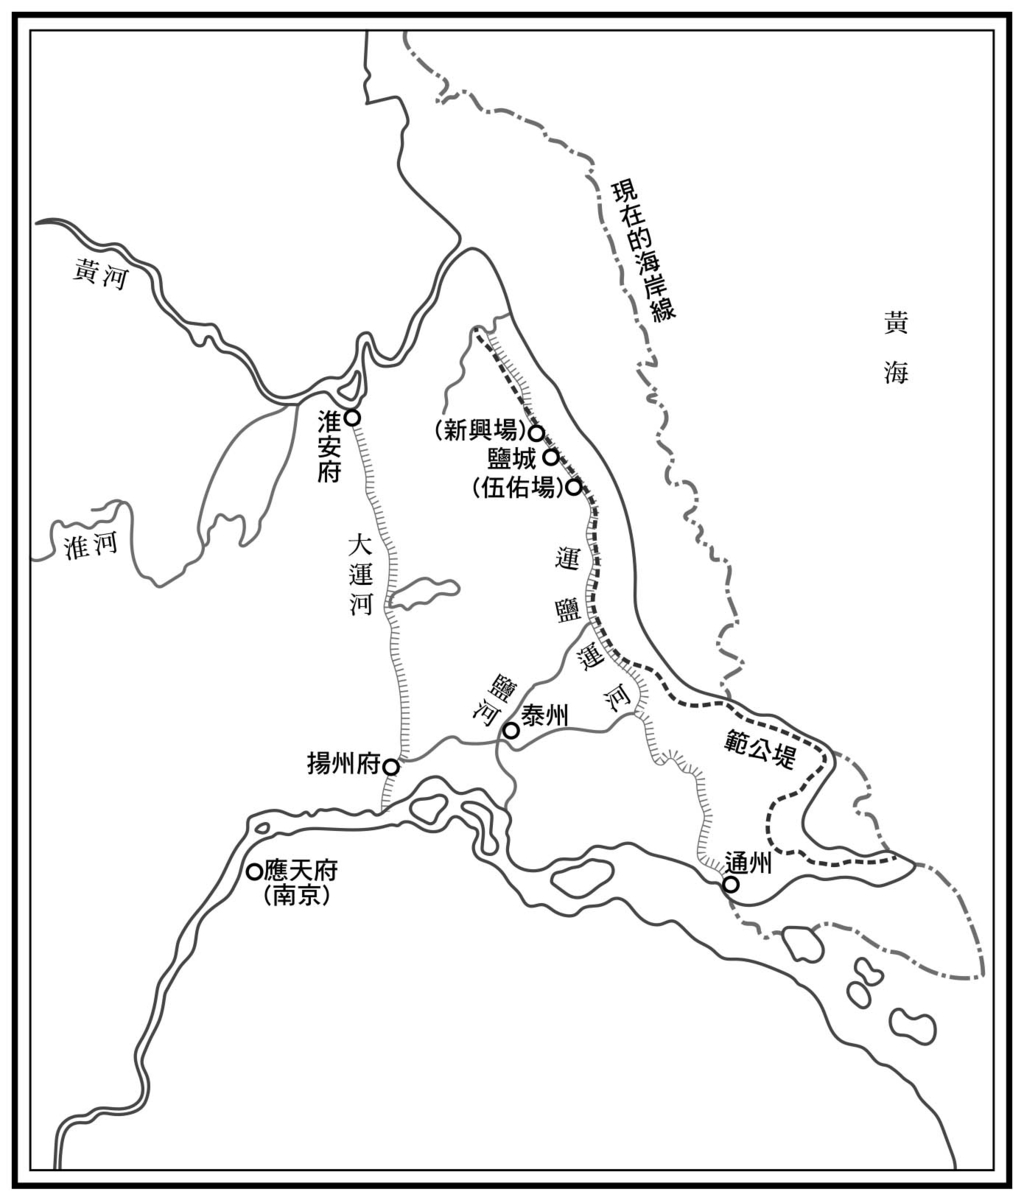 現在的海岸線
黃河
黃海
淮安府
(新興場)
鹽城
(伍佑場)
淮河
大運河
運鹽運河
鹽河
泰州
揚州府
範公堤
通州
應天府
(南京)